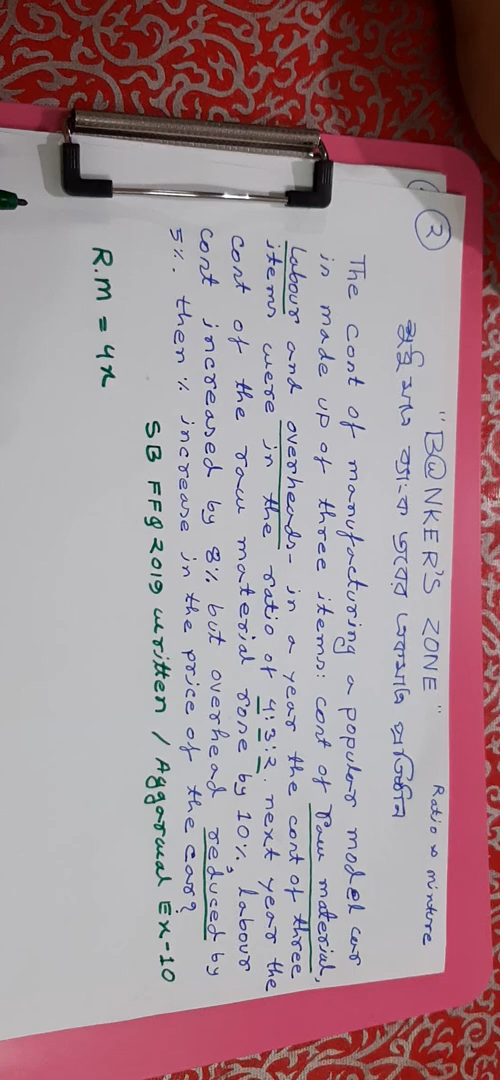 "B@NKER'S ZONE"
Ratio & mixture
শুধু মাত্র ব্যাংক জবের একমাত্র প্রতিষ্ঠান
2
The cost of manufacturing a popular model car
is made up of three items: cost of raw material,
labour and overheads - in a year the cost of three
items were in the ratio of 4:3:2. next year the
cost of the raw material rose by 10%, labour
cost increased by 8% but overhead reduced by
5%. then % increase in the price of the car?
SB FFg 2019 written / Aggarwal Ex-10
R.M = 4x